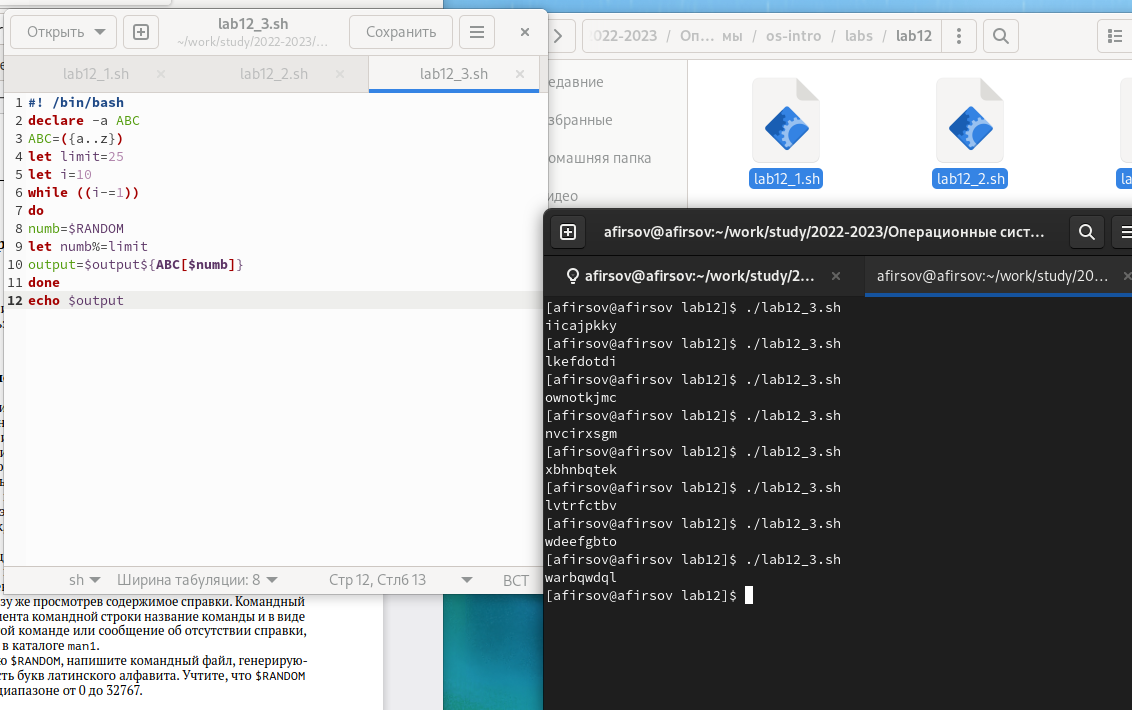 Открыть
lab12_3.sh
~/work/study/2022-2023/...
Сохранить
lab12_1.sh
lab12_2.sh
lab12_3.sh
1 #! /bin/bash
2 declare -a ABC
3 ABC=({a..z})
4 let limit=25
5 let i=10
6 while ((i-=1))
7 do
8 numb=$RANDOM
9 let numb%=limit
10 output=$output${ABC[$numb]}
11 done
12 echo $output
sh
Ширина табуляции: 8
Стр 12, Стлб 13
ВСТ
022-2023 / Оп... мы / os-intro / labs / lab12
едавние
збранные
омашняя папка
идео
lab12_1.sh
lab12_2.sh
la
afirsov@afirsov:~/work/study/2022-2023/Операционные сист...
afirsov@afirsov:~/work/study/2...
afirsov@afirsov:~/work/study/20...
[afirsov@afirsov lab12]$ ./lab12_3.sh
iicajpkky
[afirsov@afirsov lab12]$ ./lab12_3.sh
lkefdotdi
[afirsov@afirsov lab12]$ ./lab12_3.sh
ownotkjmc
[afirsov@afirsov lab12]$ ./lab12_3.sh
nvcirxsgm
[afirsov@afirsov lab12]$ ./lab12_3.sh
xbhnbqtek
[afirsov@afirsov lab12]$ ./lab12_3.sh
lvtrfctbv
[afirsov@afirsov lab12]$ ./lab12_3.sh
wdeefgbto
[afirsov@afirsov lab12]$ ./lab12_3.sh
warbqwdql
[afirsov@afirsov lab12]$
зу же просмотрев содержимое справки. Командный
мента командной строки название команды и в виде
той команде или сообщение об отсутствии справки,
в каталоге man1.
ю $RANDOM, напишите командный файл, генерирую-
сть букв латинского алфавита. Учтите, что $RANDOM
диапазоне от 0 до 32767.